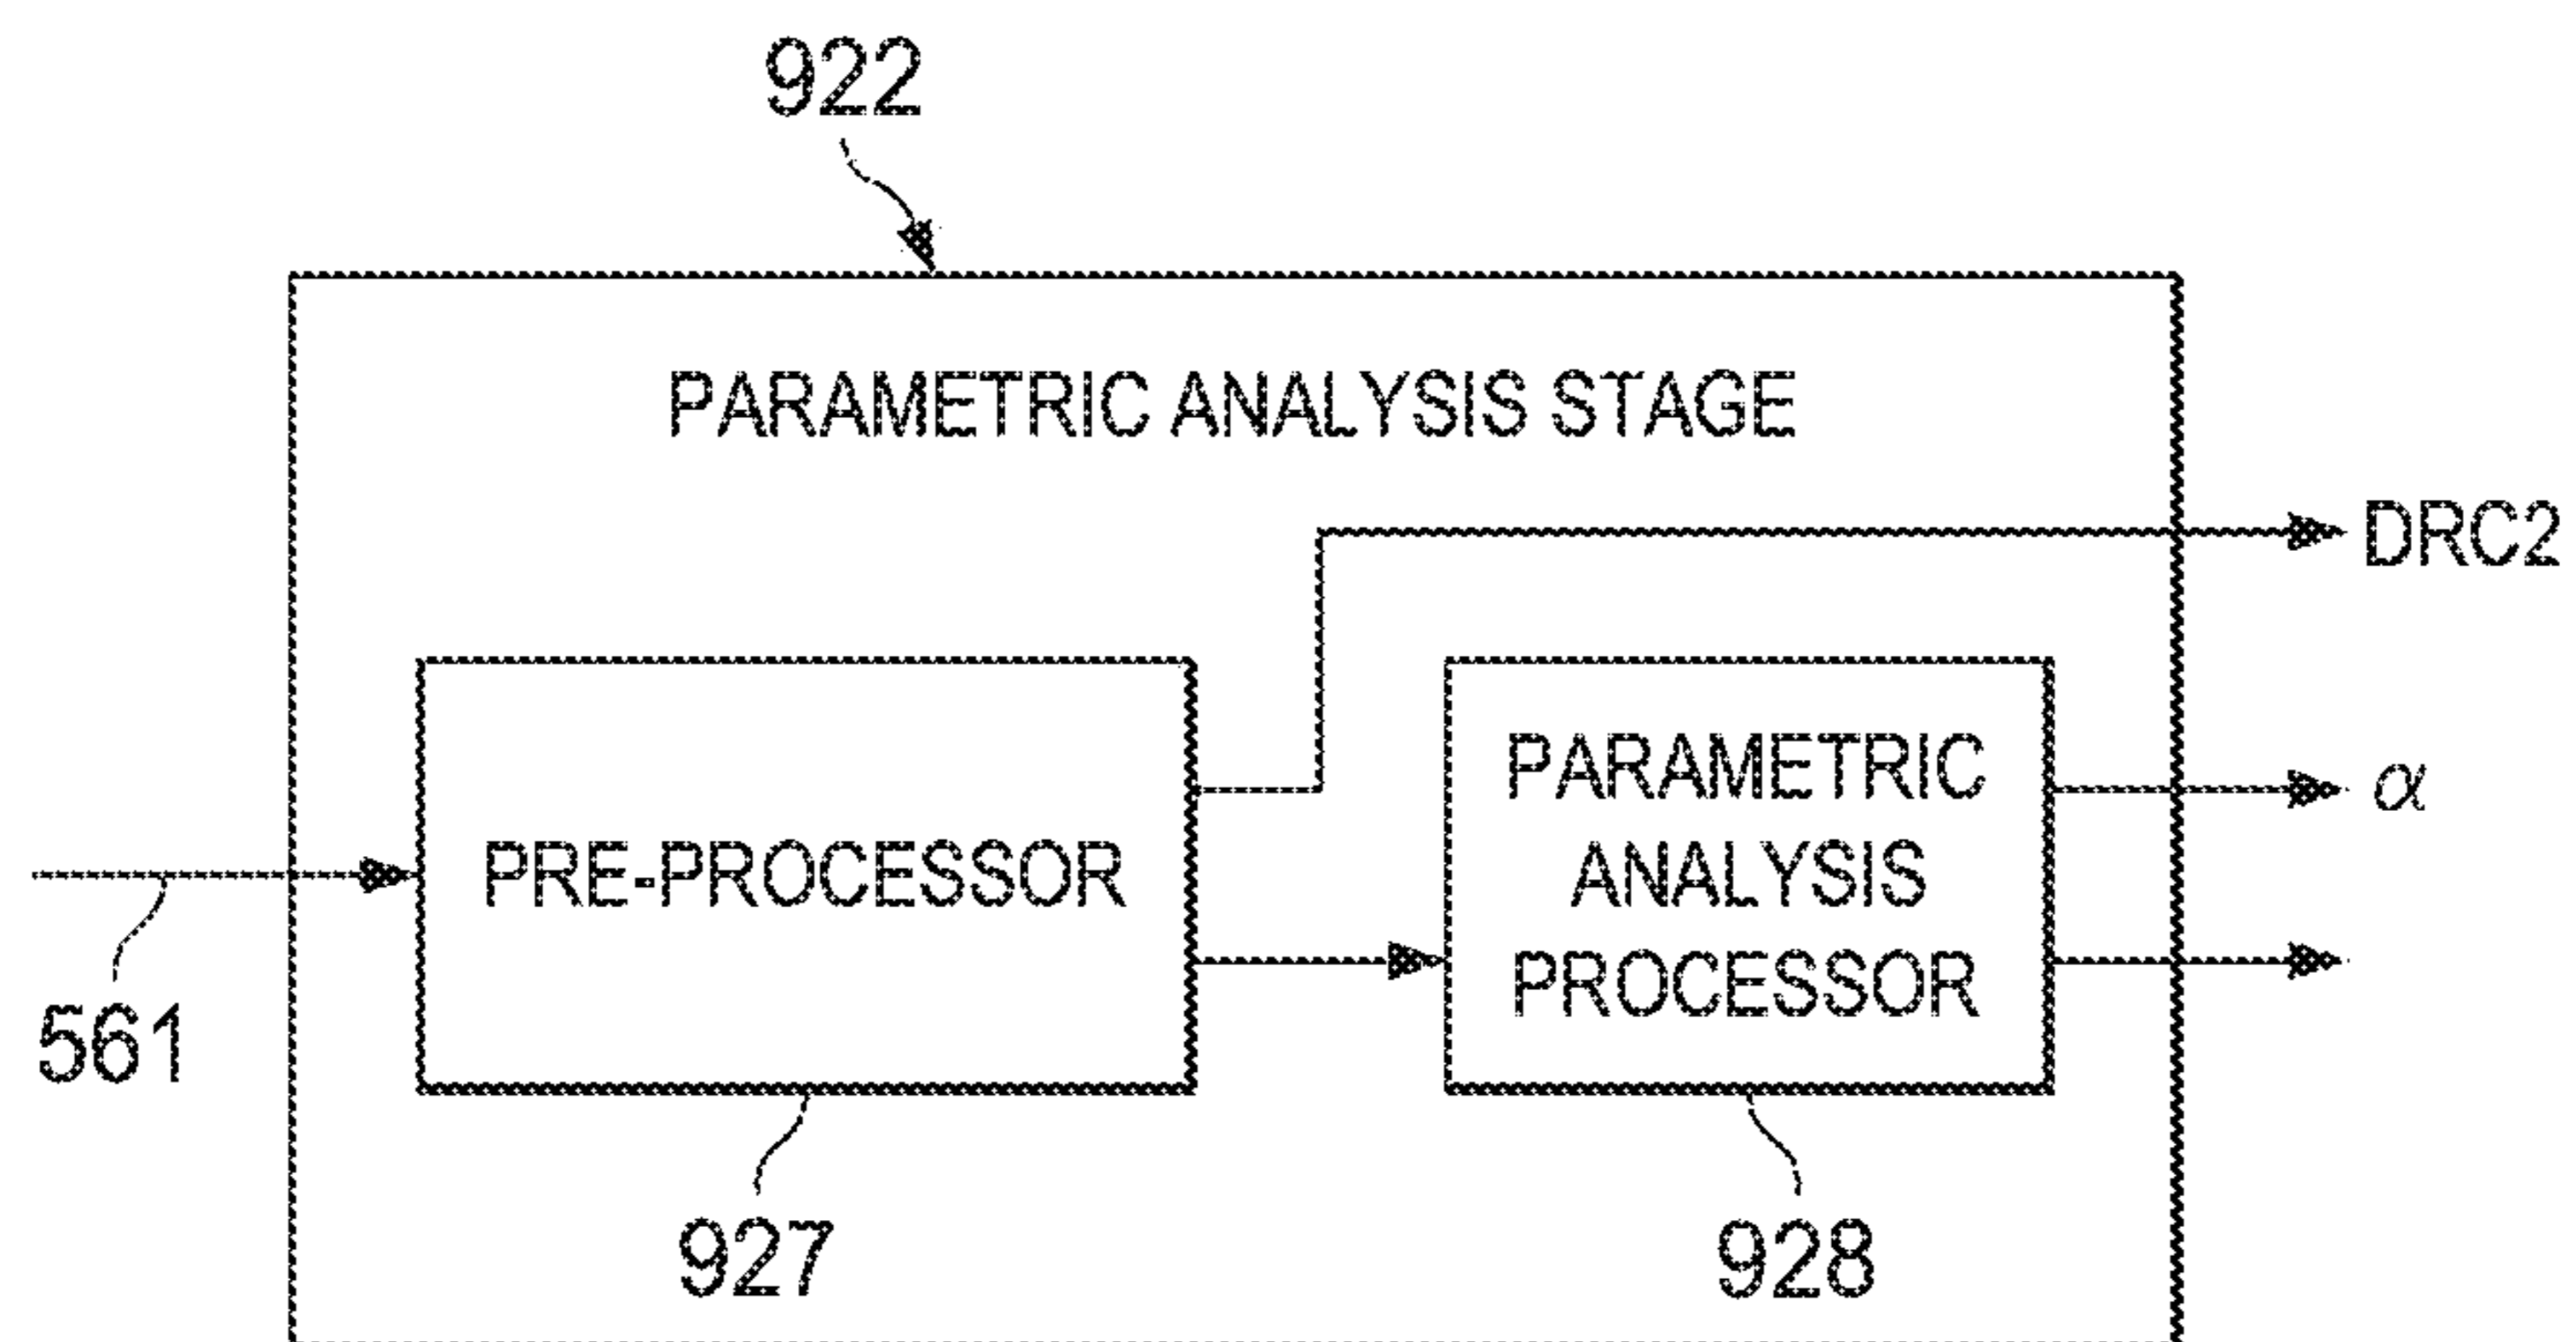 922
PARAMETRIC ANALYSIS STAGE
DRC2
PRE-PROCESSOR
PARAMETRIC
ANALYSIS
PROCESSOR
α
561
927
928